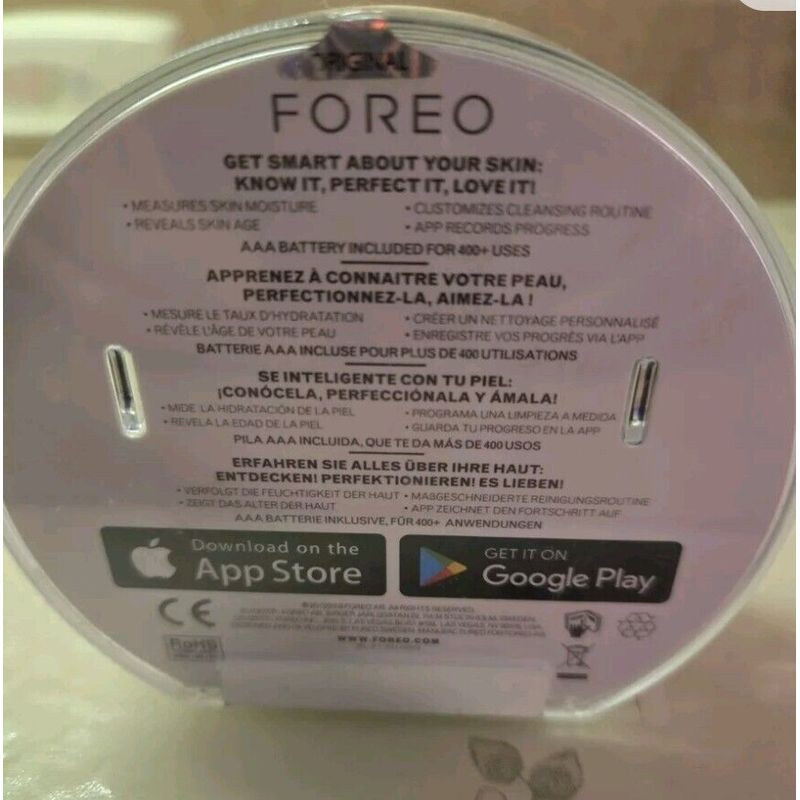 ORIGINAL
FOREO
GET SMART ABOUT YOUR SKIN:
KNOW IT, PERFECT IT, LOVE IT!
• MEASURES SKIN MOISTURE • CUSTOMIZES CLEANSING ROUTINE
• REVEALS SKIN AGE • APP RECORDS PROGRESS
AAA BATTERY INCLUDED FOR 400+ USES
APPRENEZ À CONNAITRE VOTRE PEAU,
PERFECTIONNEZ-LA, AIMEZ-LA !
• MESURE LE TAUX D'HYDRATATION • CRÉER UN NETTOYAGE PERSONNALISÉ
• RÉVÈLE L'ÂGE DE VOTRE PEAU • ENREGISTRE VOS PROGRÈS VIA L'APP
BATTERIE AAA INCLUSE POUR PLUS DE 400 UTILISATIONS
SE INTELIGENTE CON TU PIEL:
¡CONÓCELA, PERFECCIÓNALA Y ÁMALA!
• MIDE LA HIDRATACIÓN DE LA PIEL • PROGRAMA UNA LIMPIEZA A MEDIDA
• REVELA LA EDAD DE LA PIEL • GUARDA TU PROGRESO EN LA APP
PILA AAA INCLUIDA, QUE TE DA MÁS DE 400 USOS
ERFAHREN SIE ALLES ÜBER IHRE HAUT:
ENTDECKEN! PERFEKTIONIEREN! ES LIEBEN!
• VERFOLGT DIE FEUCHTIGKEIT DER HAUT • MAßGESCHNEIDERTE REINIGUNGSROUTINE
• ZEIGT DAS ALTER DER HAUT • APP ZEICHNET DEN FORTSCHRITT AUF
AAA BATTERIE INKLUSIVE, FÜR 400+ ANWENDUNGEN
Download on the
App Store
GET IT ON
Google Play
CE
FOREO AB. ALL RIGHTS RESERVED.
WWW.FOREO.COM
RoHS